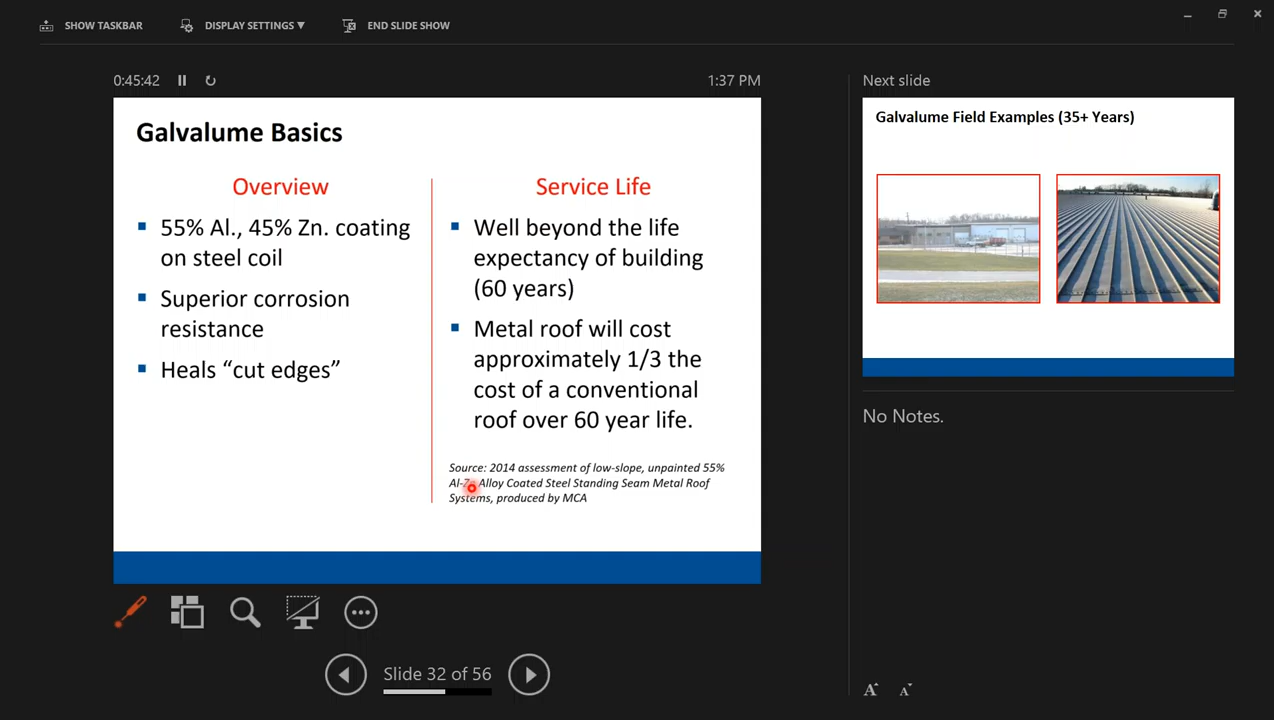 SHOW TASKBAR
DISPLAY SETTINGS ▼
END SLIDE SHOW
0:45:42
1:37 PM
Galvalume Basics
Overview
▪ 55% Al., 45% Zn. coating
on steel coil
▪ Superior corrosion
resistance
▪ Heals “cut edges”
Service Life
▪ Well beyond the life
expectancy of building
(60 years)
▪ Metal roof will cost
approximately 1/3 the
cost of a conventional
roof over 60 year life.
Source: 2014 assessment of low-slope, unpainted 55%
Al-Zn Alloy Coated Steel Standing Seam Metal Roof
Systems, produced by MCA
Slide 32 of 56
Next slide
Galvalume Field Examples (35+ Years)
No Notes.
A A